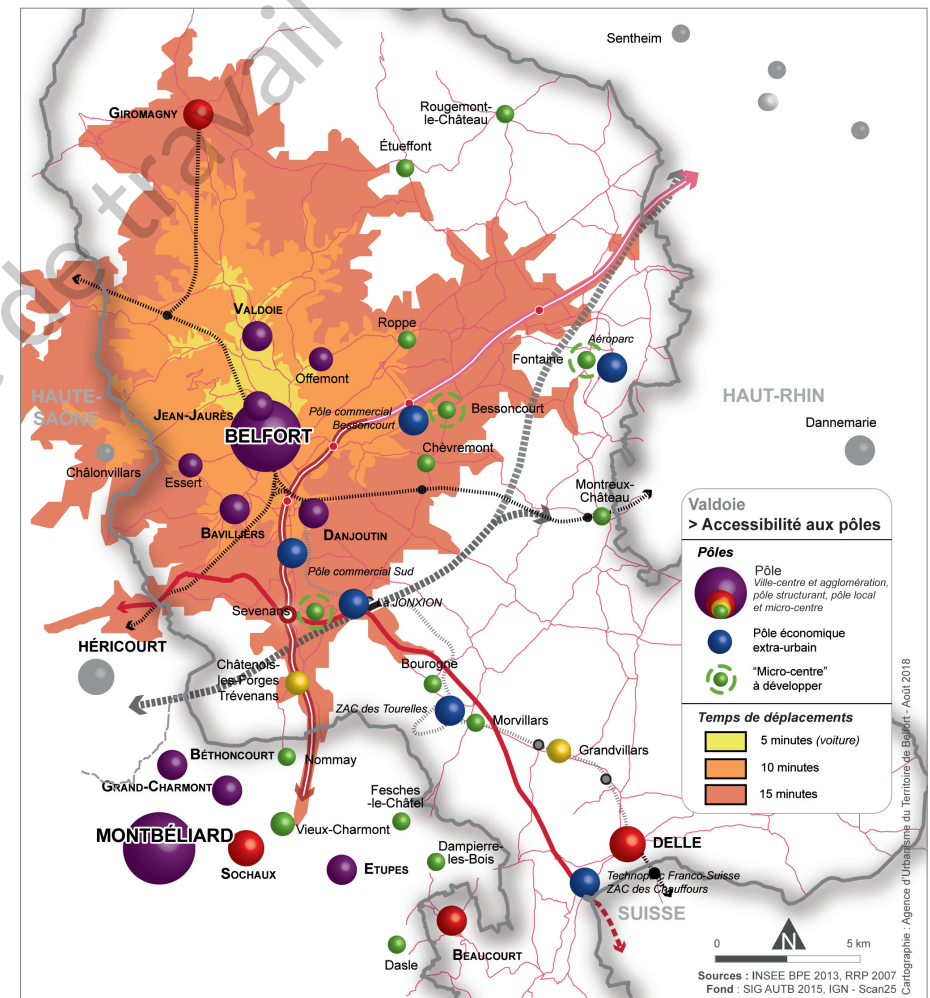 de travail
Sentheim
GIROMAGNY
Rougemont-
le-Château
Étueffont
VALDOIE
Roppe
Offemont
Aéroparc
Fontaine
HAUTE-
SAÔNE
HAUT-RHIN
JEAN-JAURÈS
Pôle commercial
Bessoncourt
Bessoncourt
BELFORT
Dannemarie
Châlonvillars
Essert
Chèvremont
Montreux-
Château
BAVILLIERS
DANJOUTIN
Pôle commercial Sud
Sevenans
La JONXION
HÉRICOURT
Châtenois-
les-Forges
Trévenans
Bourogne
ZAC des Tourelles
Morvillars
Grandvillars
BÉTHONCOURT
Nommay
GRAND-CHARMONT
Fesches
-le-Châtel
MONTBÉLIARD
Vieux-Charmont
SOCHAUX
ETUPES
Dampierre-
les-Bois
DELLE
Technoparc Franco-Suisse
ZAC des Chauffours
SUISSE
BEAUCOURT
Dasle
Valdoie
> Accessibilité aux pôles
Pôles
Pôle
Ville-centre et agglomération,
pôle structurant, pôle local
et micro-centre
Pôle économique
extra-urbain
"Micro-centre"
à développer
Temps de déplacements
5 minutes (voiture)
10 minutes
15 minutes
N
0 5 km
Sources : INSEE BPE 2013, RRP 2007
Fond : SIG AUTB 2015, IGN - Scan25
Cartographie : Agence d'Urbanisme du Territoire de Belfort - Août 2018